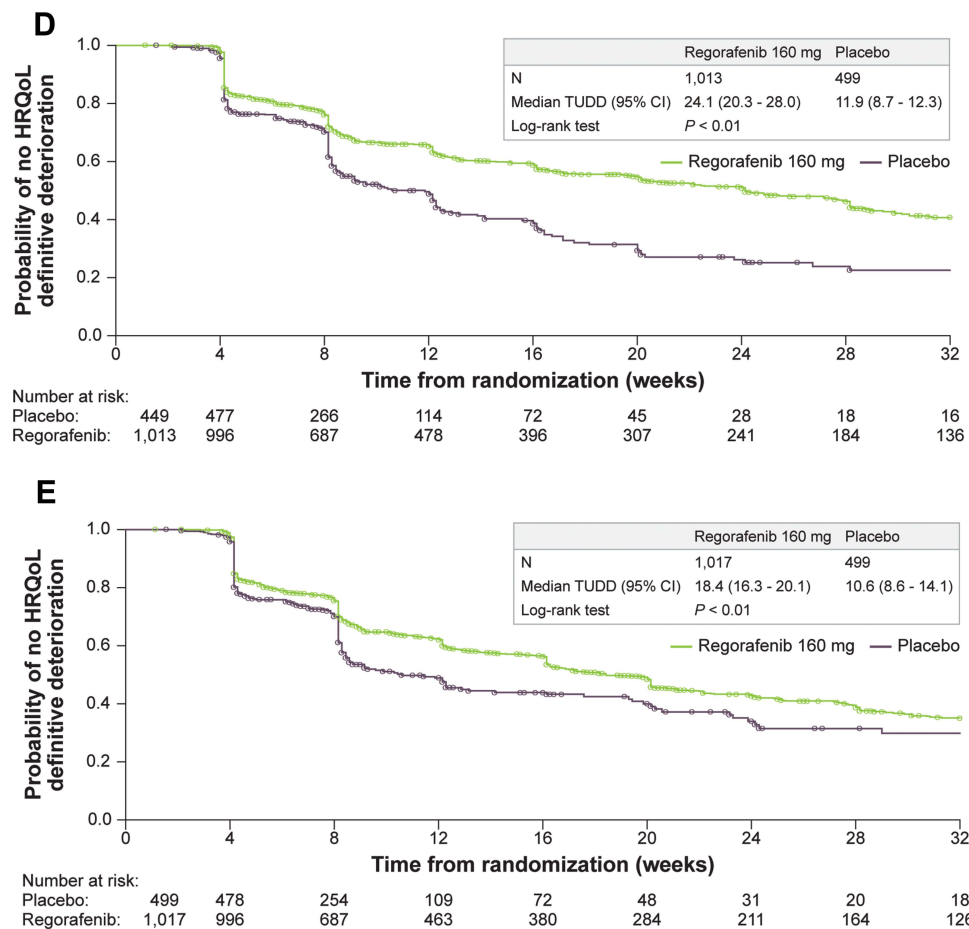 D
Regorafenib 160 mg Placebo
N 1,013 499
Median TUDD (95% CI) 24.1 (20.3 - 28.0) 11.9 (8.7 - 12.3)
Log-rank test P < 0.01
Regorafenib 160 mg Placebo
Probability of no HRQoL
definitive deterioration
1.0
0.8
0.6
0.4
0.2
0.0
0 4 8 12 16 20 24 28 32
Time from randomization (weeks)
Number at risk:
Placebo: 449 477 266 114 72 45 28 18 16
Regorafenib: 1,013 996 687 478 396 307 241 184 136
E
Regorafenib 160 mg Placebo
N 1,017 499
Median TUDD (95% CI) 18.4 (16.3 - 20.1) 10.6 (8.6 - 14.1)
Log-rank test P < 0.01
Regorafenib 160 mg Placebo
Probability of no HRQoL
definitive deterioration
1.0
0.8
0.6
0.4
0.2
0.0
0 4 8 12 16 20 24 28 32
Time from randomization (weeks)
Number at risk:
Placebo: 499 478 254 109 72 48 31 20 18
Regorafenib: 1,017 996 687 463 380 284 211 164 126